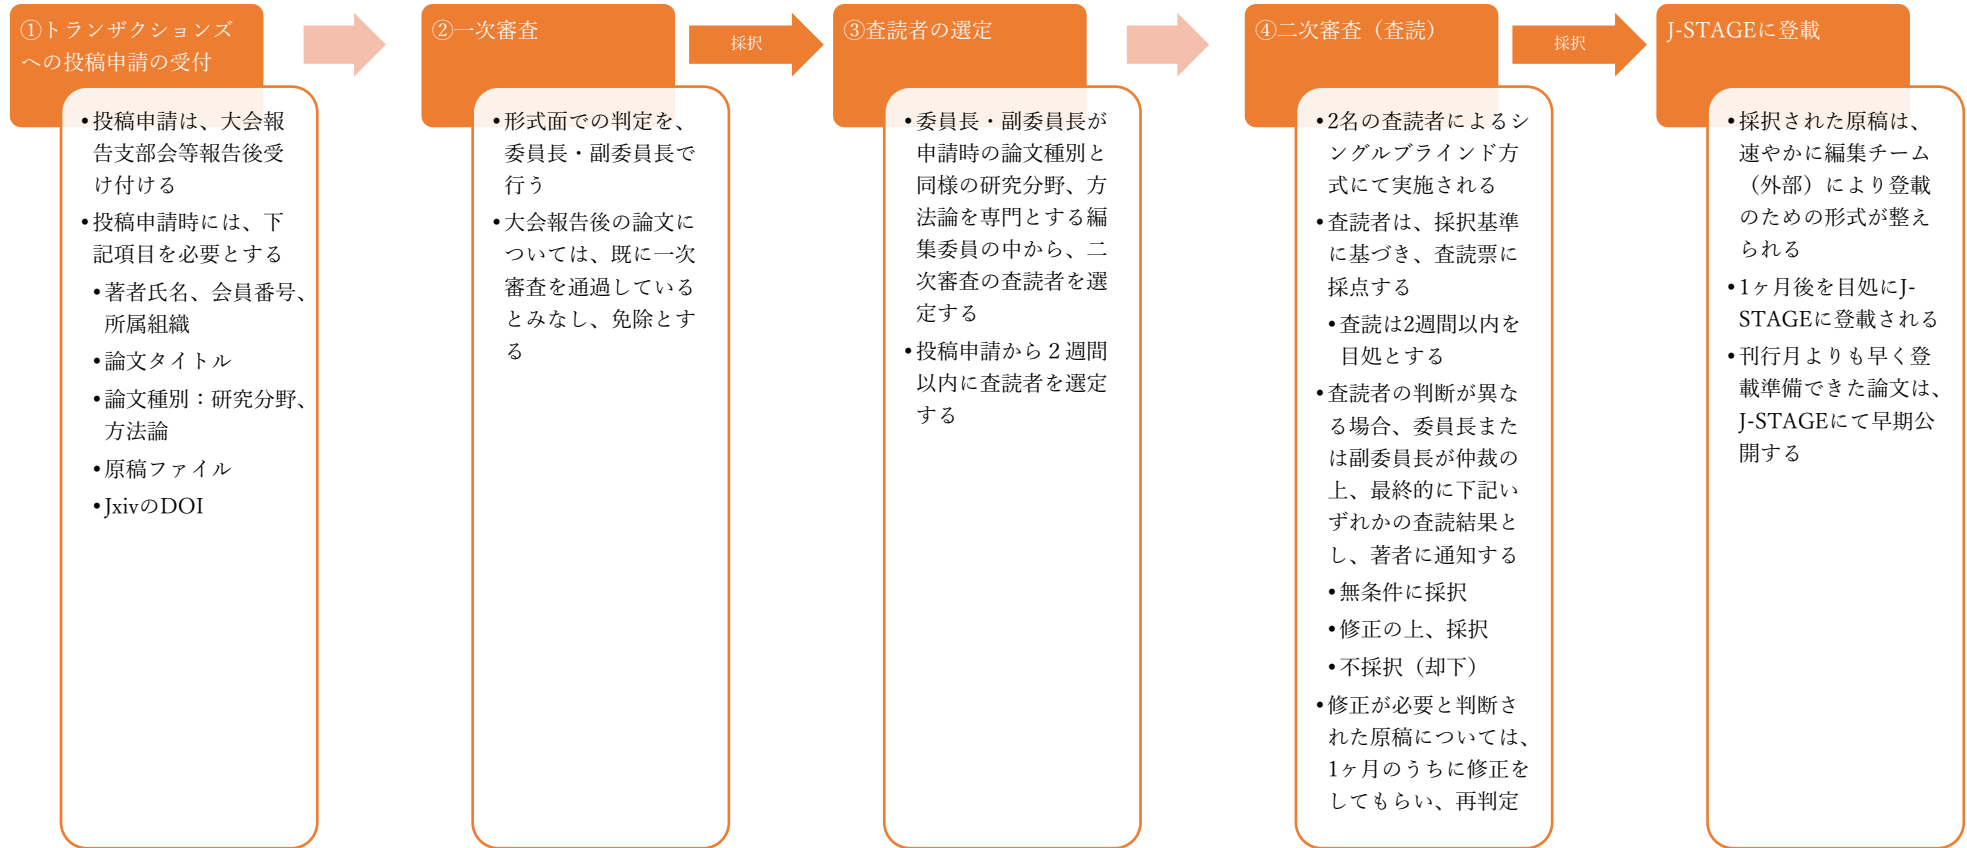 ①トランザクションズ
への投稿申請の受付
•投稿申請は、大会報
告支部会等報告後受
け付ける
•投稿申請時には、下
記項目を必要とする
•著者氏名、会員番号、
所属組織
•論文タイトル
•論文種別：研究分野、
方法論
•原稿ファイル
•JxivのDOI
②一次審査
•形式面での判定を、
委員長・副委員長で
行う
•大会報告後の論文に
ついては、既に一次
審査を通過している
とみなし、免除とす
る
採択
③査読者の選定
•委員長・副委員長が
申請時の論文種別と
同様の研究分野、方
法論を専門とする編
集委員の中から、二
次審査の査読者を選
定する
•投稿申請から２週間
以内に査読者を選定
する
④二次審査（査読）
•2名の査読者によるシ
ングルブラインド方
式にて実施される
•査読者は、採択基準
に基づき、査読票に
採点する
•査読は2週間以内を
目処とする
•査読者の判断が異な
る場合、委員長また
は副委員長が仲裁の
上、最終的に下記い
ずれかの査読結果と
し、著者に通知する
•無条件に採択
•修正の上、採択
•不採択（却下）
•修正が必要と判断さ
れた原稿については、
1ヶ月のうちに修正を
してもらい、再判定
採択
J-STAGEに登載
•採択された原稿は、
速やかに編集チーム
（外部）により登載
のための形式が整え
られる
•1ヶ月後を目処にJ-
STAGEに登載される
•刊行月よりも早く登
載準備できた論文は、
J-STAGEにて早期公
開する